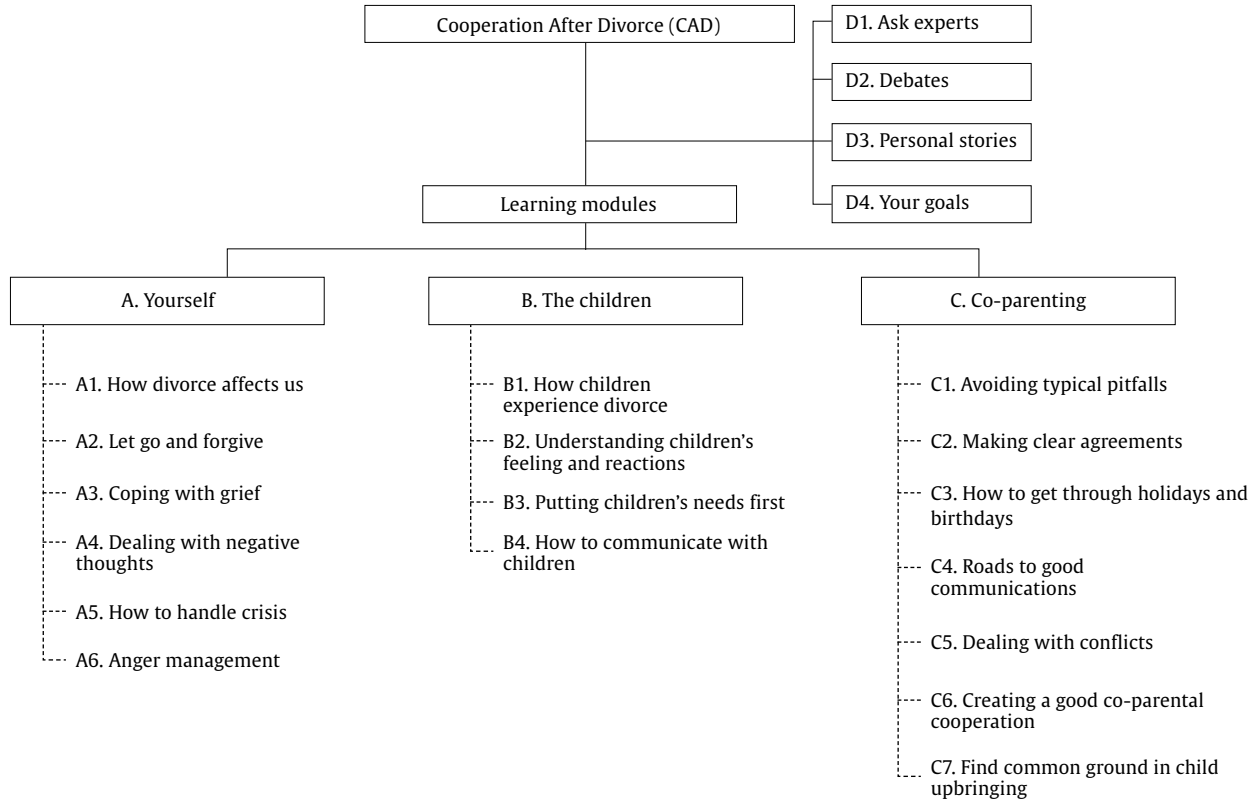 Cooperation After Divorce (CAD)
D1. Ask experts
D2. Debates
D3. Personal stories
D4. Your goals
Learning modules
A. Yourself
A1. How divorce affects us
A2. Let go and forgive
A3. Coping with grief
A4. Dealing with negative
thoughts
A5. How to handle crisis
A6. Anger management
B. The children
B1. How children
experience divorce
B2. Understanding children’s
feeling and reactions
B3. Putting children’s needs first
B4. How to communicate with
children
C. Co-parenting
C1. Avoiding typical pitfalls
C2. Making clear agreements
C3. How to get through holidays and
birthdays
C4. Roads to good
communications
C5. Dealing with conflicts
C6. Creating a good co-parental
cooperation
C7. Find common ground in child
upbringing